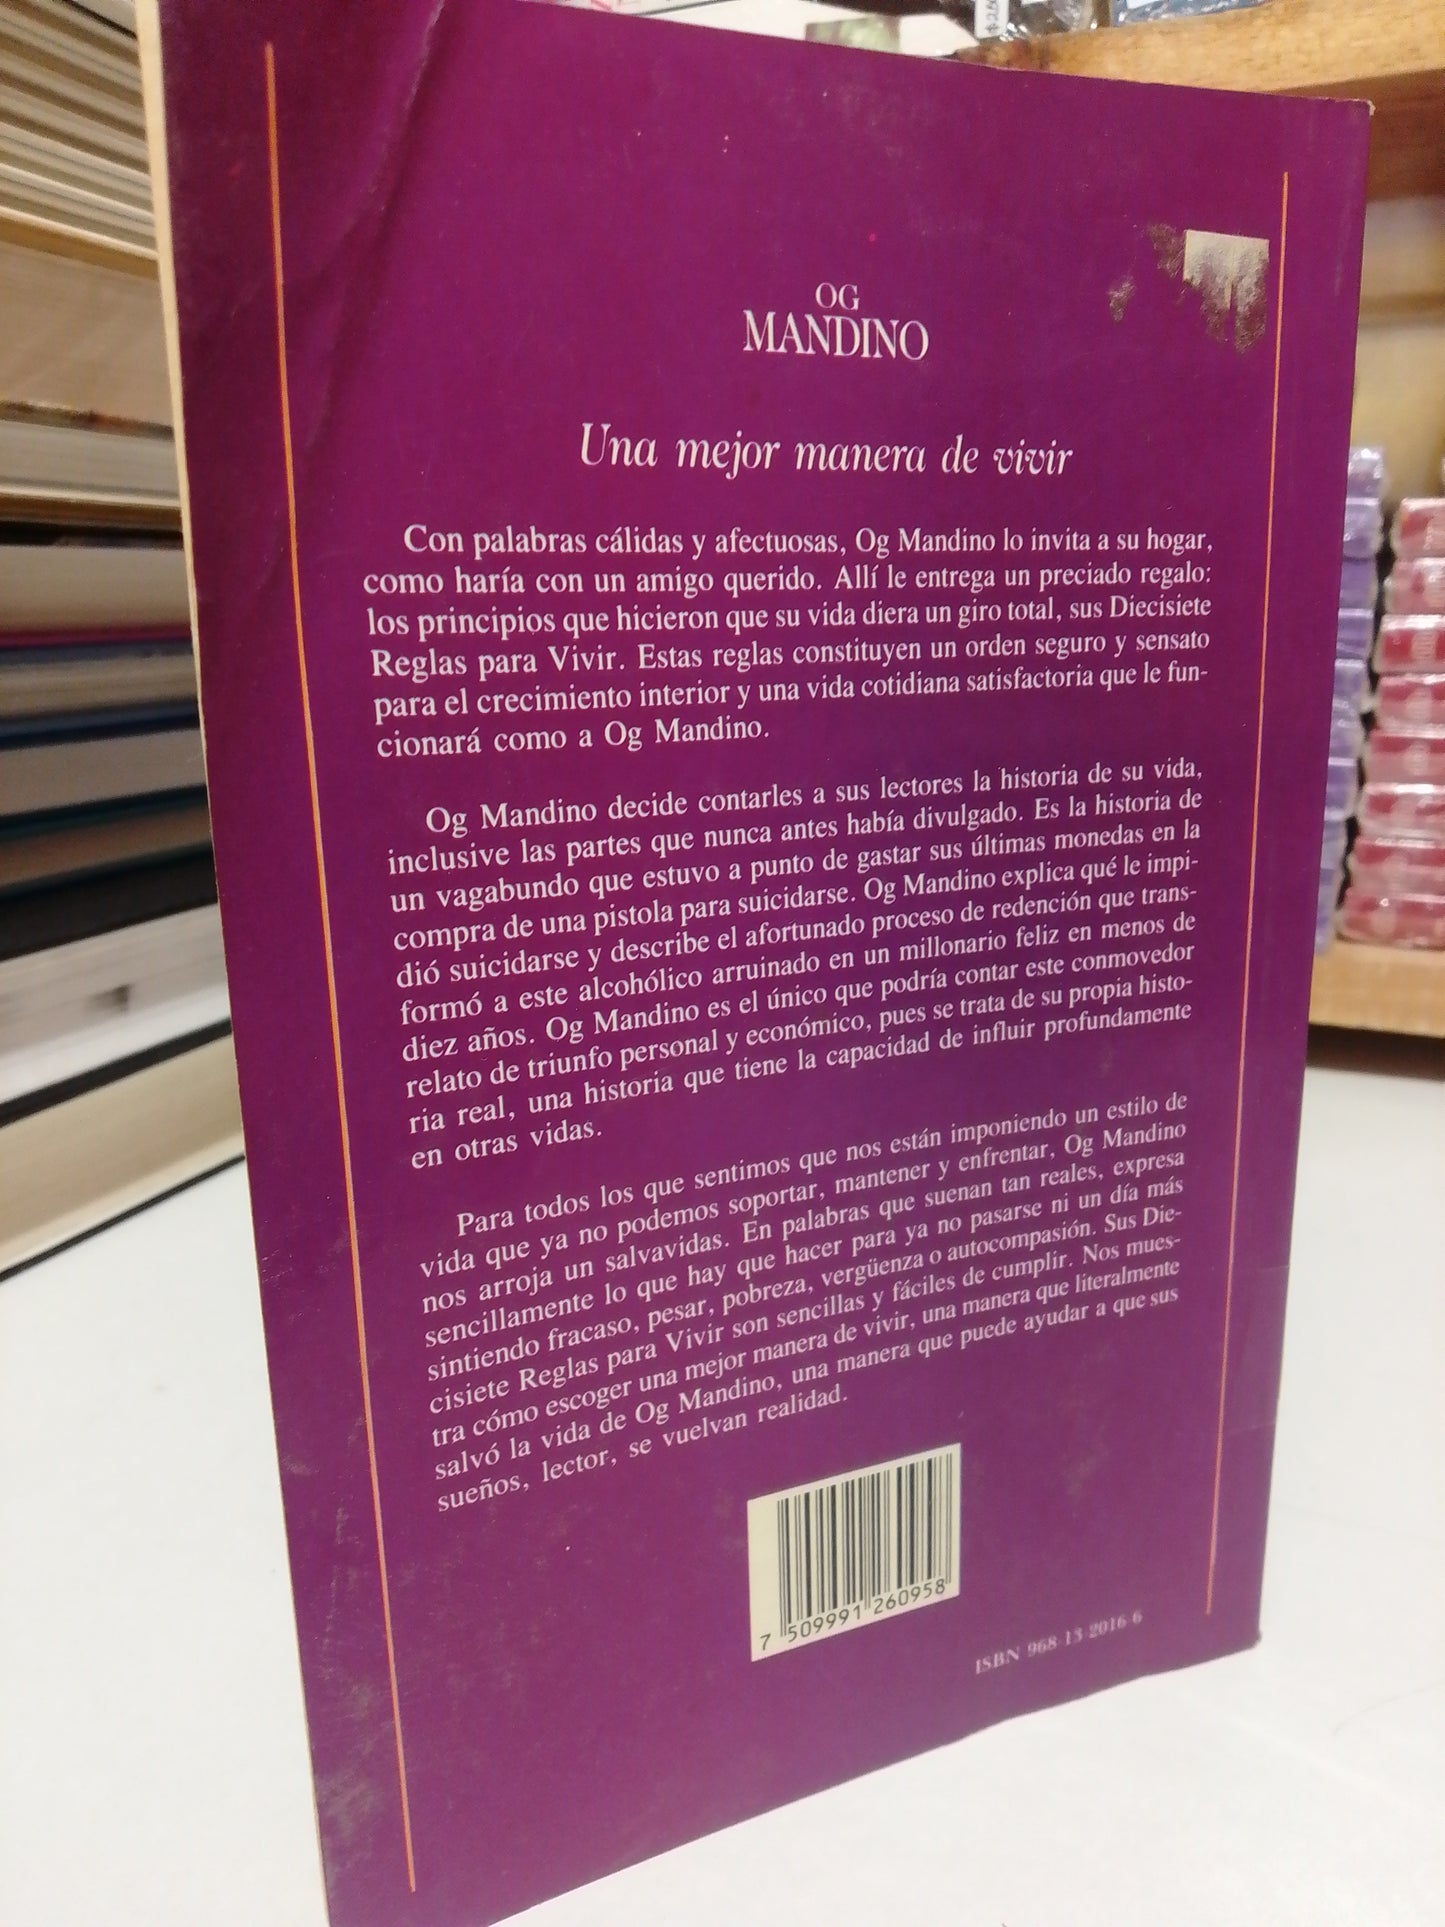 OG
MANDINO
Una mejor manera de vivir
Con palabras cálidas y afectuosas, Og Mandino lo invita a su hogar,
como haría con un amigo querido. Allí le entrega un preciado regalo:
los principios que hicieron que su vida diera un giro total, sus Diecisiete
Reglas para Vivir. Estas reglas constituyen un orden seguro y sensato
para el crecimiento interior y una vida cotidiana satisfactoria que le fun-
cionará como a Og Mandino.
Og Mandino decide contarles a sus lectores la historia de su vida,
inclusive las partes que nunca antes había divulgado. Es la historia de
un vagabundo que estuvo a punto de gastar sus últimas monedas en la
compra de una pistola para suicidarse. Og Mandino explica qué le impi-
dió suicidarse y describe el afortunado proceso de redención que trans-
formó a este alcohólico arruinado en un millonario feliz en menos de
diez años. Og Mandino es el único que podría contar este conmovedor
relato de triunfo personal y económico, pues se trata de su propia histo-
ria real, una historia que tiene la capacidad de influir profundamente
en otras vidas.
Para todos los que sentimos que nos están imponiendo un estilo de
vida que ya no podemos soportar, mantener y enfrentar, Og Mandino
nos arroja un salvavidas. En palabras que suenan tan reales, expresa
sencillamente lo que hay que hacer para ya no pasarse ni un día más
sintiendo fracaso, pesar, pobreza, vergüenza o autocompasión. Sus Die-
cisiete Reglas para Vivir son sencillas y fáciles de cumplir. Nos mues-
tra cómo escoger una mejor manera de vivir, una manera que literalmente
salvó la vida de Og Mandino, una manera que puede ayudar a que sus
sueños, lector, se vuelvan realidad.
7 509991 260958
ISBN 968-13-2016-6